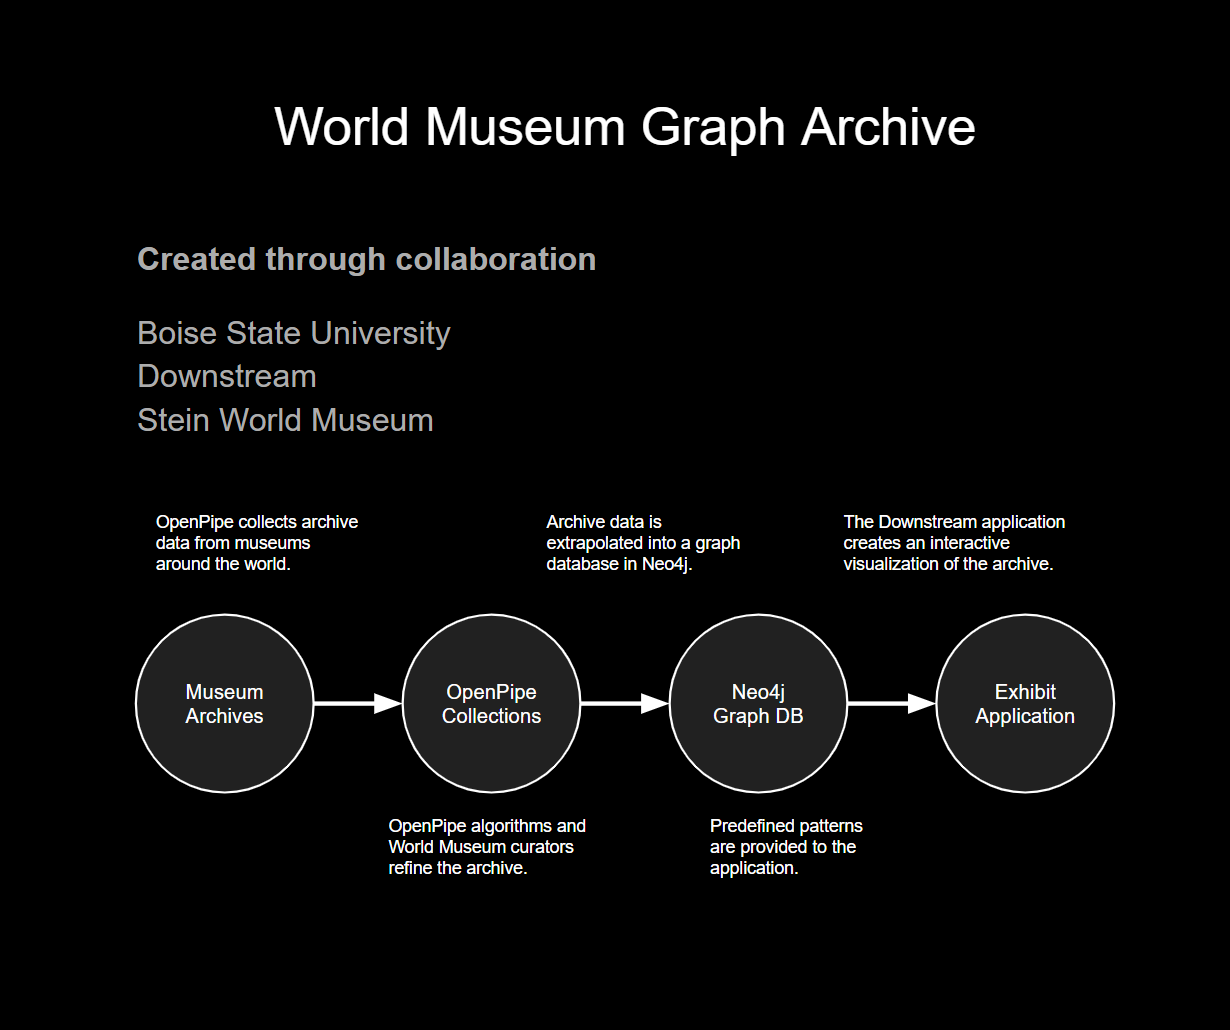 World Museum Graph Archive
Created through collaboration
Boise State University
Downstream
Stein World Museum
OpenPipe collects archive
data from museums
around the world.
Archive data is
extrapolated into a graph
database in Neo4j.
The Downstream application
creates an interactive
visualization of the archive.
Museum
Archives
OpenPipe
Collections
Neo4j
Graph DB
Exhibit
Application
OpenPipe algorithms and
World Museum curators
refine the archive.
Predefined patterns
are provided to the
application.